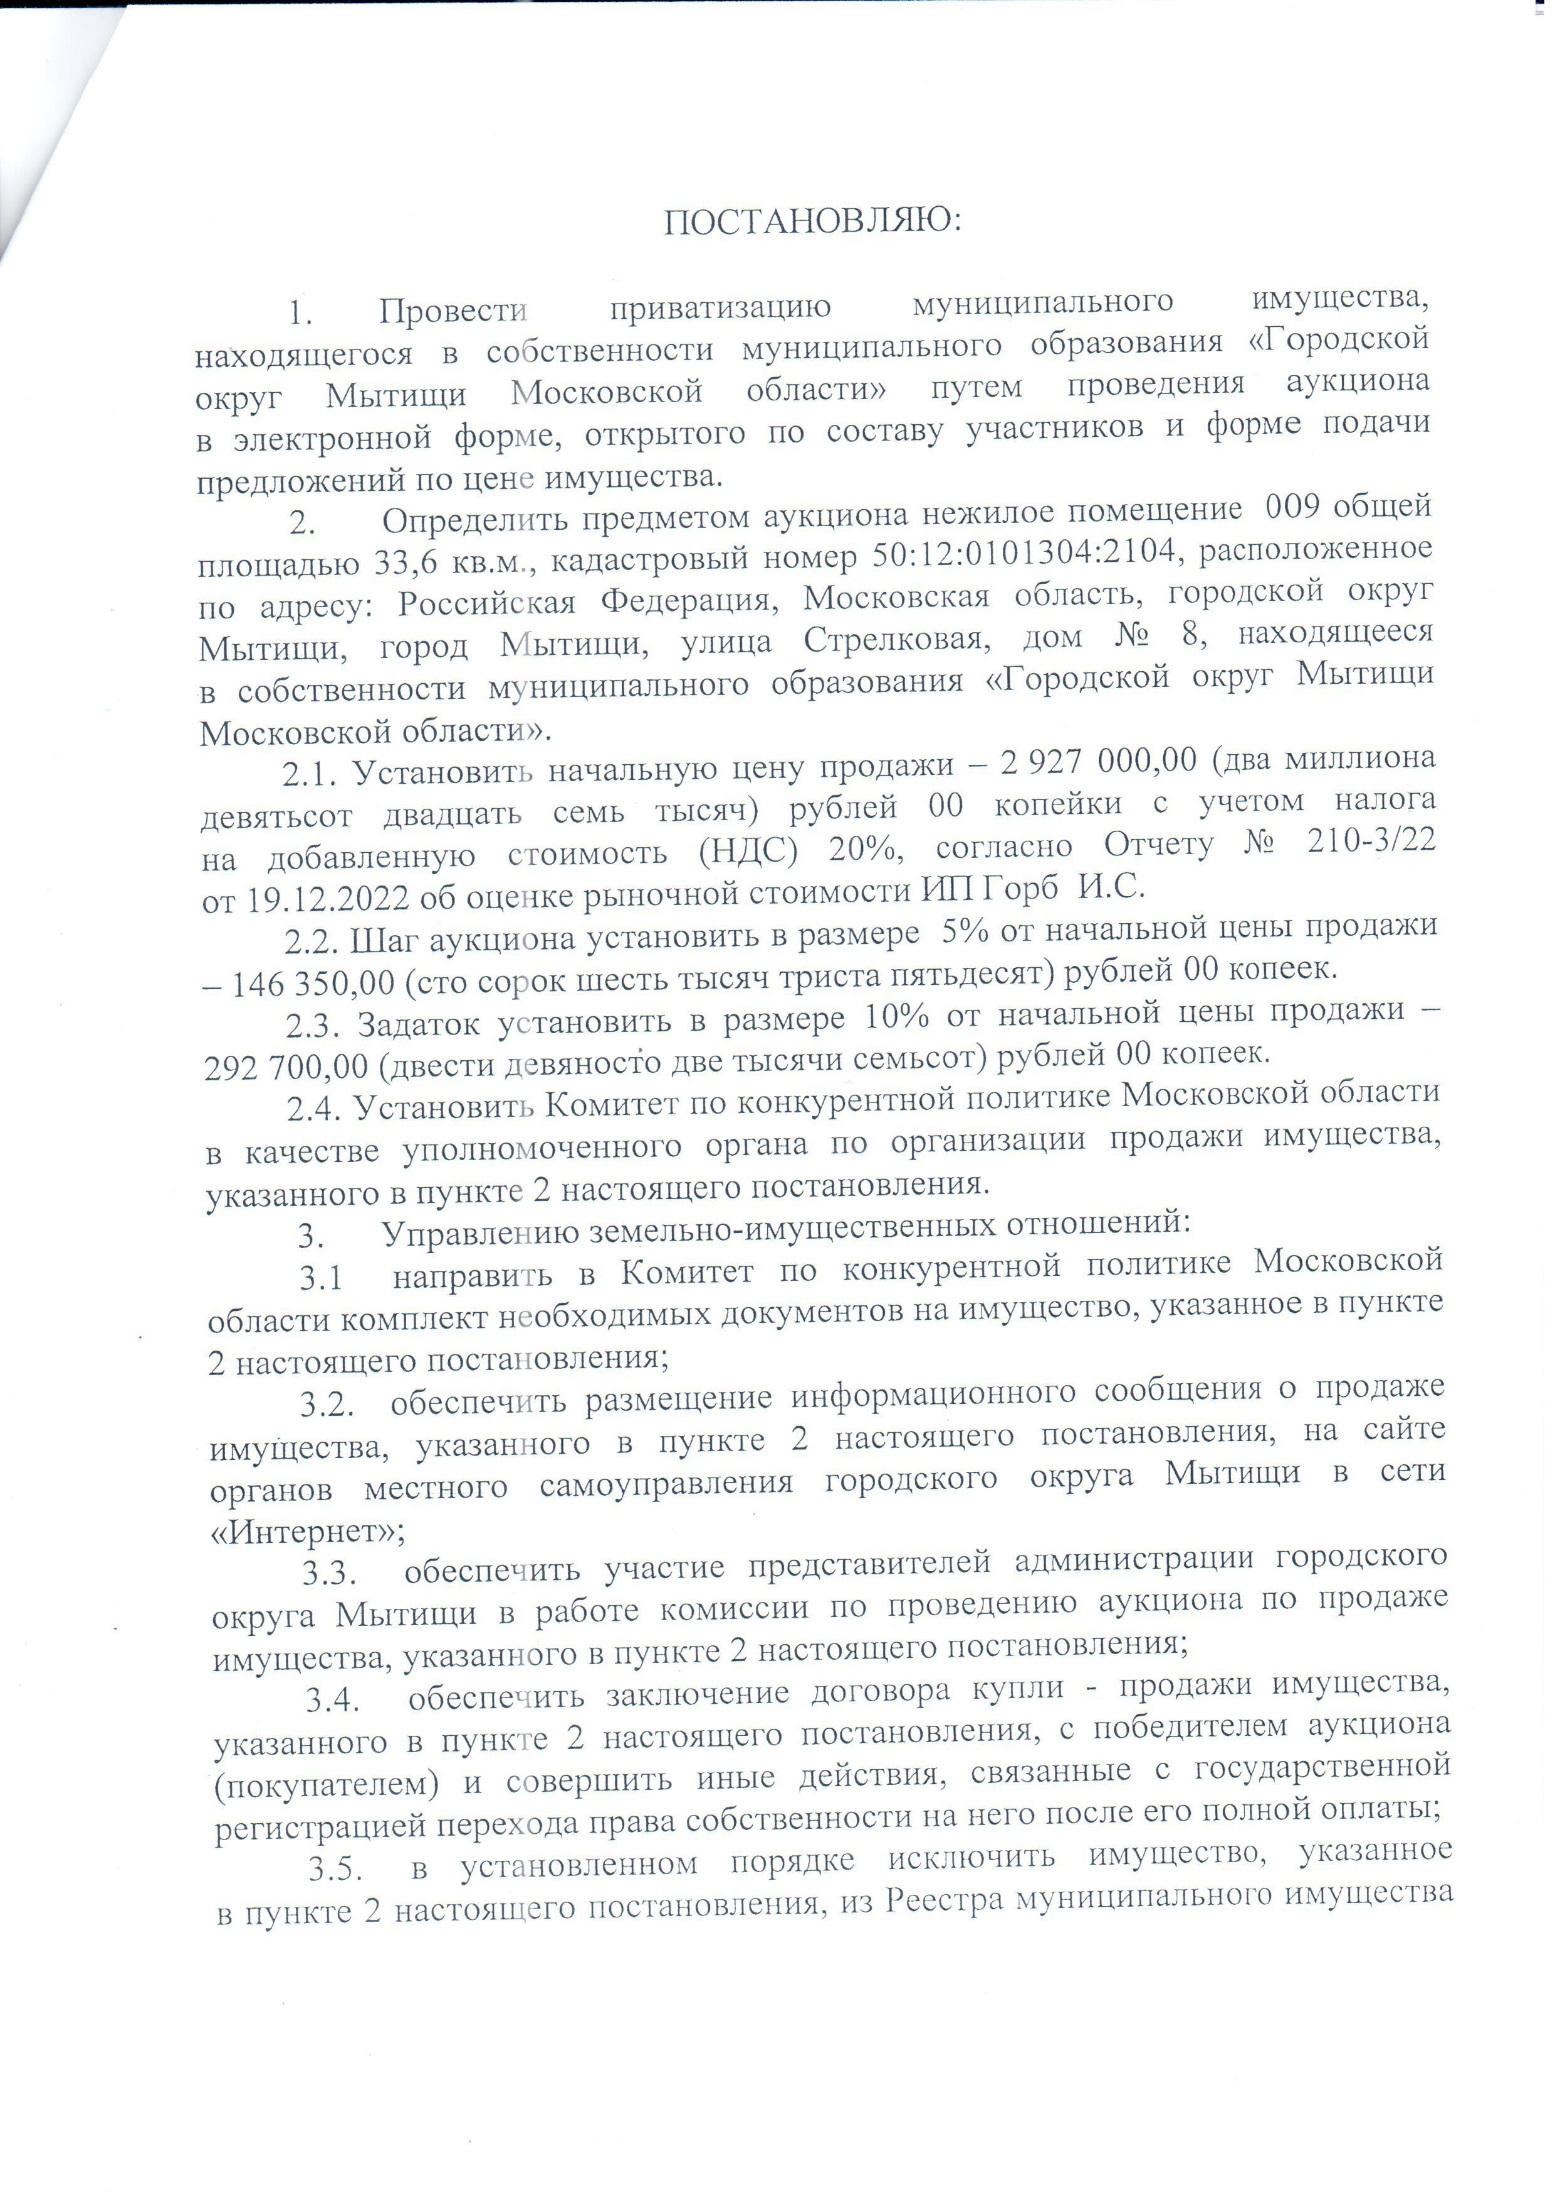 ПОСТАНОВЛЯЮ:
1. Провести приватизацию муниципального имущества,
находящегося в собственности муниципального образования «Городской
округ Мытищи Московской области» путем проведения аукциона
в электронной форме, открытого по составу участников и форме подачи
предложений по цене имущества.
2. Определить предметом аукциона нежилое помещение 009 общей
площадью 33,6 кв.м., кадастровый номер 50:12:0101304:2104, расположенное
по адресу: Российская Федерация, Московская область, городской округ
Мытищи, город Мытищи, улица Стрелковая, дом № 8, находящееся
в собственности муниципального образования «Городской округ Мытищи
Московской области».
2.1. Установить начальную цену продажи – 2 927 000,00 (два миллиона
девятьсот двадцать семь тысяч) рублей 00 копейки с учетом налога
на добавленную стоимость (НДС) 20%, согласно Отчету № 210-3/22
от 19.12.2022 об оценке рыночной стоимости ИП Горб И.С.
2.2. Шаг аукциона установить в размере 5% от начальной цены продажи
– 146 350,00 (сто сорок шесть тысяч триста пятьдесят) рублей 00 копеек.
2.3. Задаток установить в размере 10% от начальной цены продажи –
292 700,00 (двести девяносто две тысячи семьсот) рублей 00 копеек.
2.4. Установить Комитет по конкурентной политике Московской области
в качестве уполномоченного органа по организации продажи имущества,
указанного в пункте 2 настоящего постановления.
3. Управлению земельно-имущественных отношений:
3.1 направить в Комитет по конкурентной политике Московской
области комплект необходимых документов на имущество, указанное в пункте
2 настоящего постановления;
3.2. обеспечить размещение информационного сообщения о продаже
имущества, указанного в пункте 2 настоящего постановления, на сайте
органов местного самоуправления городского округа Мытищи в сети
«Интернет»;
3.3. обеспечить участие представителей администрации городского
округа Мытищи в работе комиссии по проведению аукциона по продаже
имущества, указанного в пункте 2 настоящего постановления;
3.4. обеспечить заключение договора купли - продажи имущества,
указанного в пункте 2 настоящего постановления, с победителем аукциона
(покупателем) и совершить иные действия, связанные с государственной
регистрацией перехода права собственности на него после его полной оплаты;
3.5. в установленном порядке исключить имущество, указанное
в пункте 2 настоящего постановления, из Реестра муниципального имущества